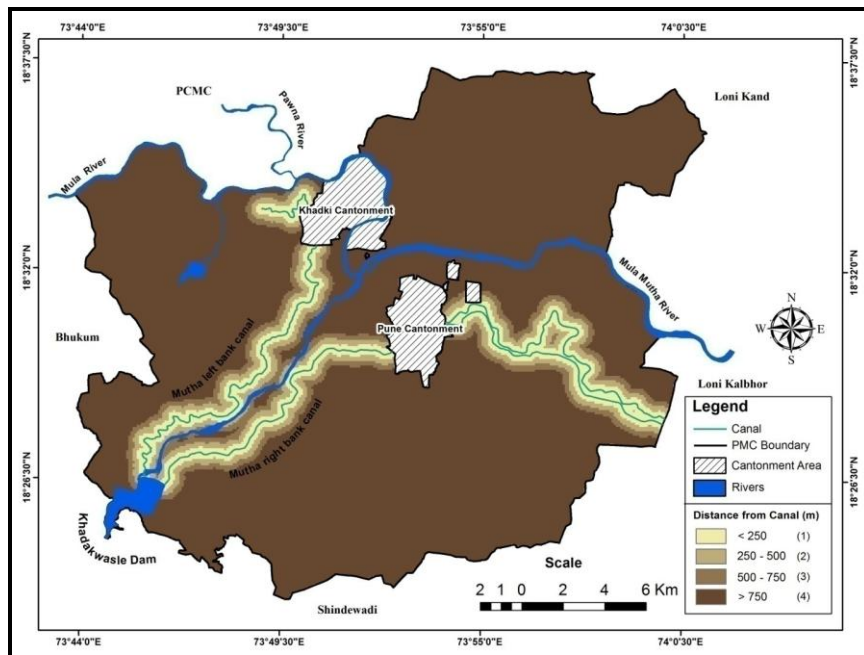 73°44'0"E 73°49'30"E 73°55'0"E 74°0'30"E
18°37'30"N
18°37'30"N
PCMC
Pawna River
Loni Kand
Mula River
Khadki Cantonment
18°32'0"N
18°32'0"N
Mula Mutha River
Bhukum
Pune Cantonment
N
W E
S
Mutha left bank canal
Loni Kalbhor
Mutha right bank canal
Legend
Canal
PMC Boundary
Cantonment Area
Rivers
18°26'30"N
18°26'30"N
Khadakwasle Dam
Distance from Canal (m)
< 250 (1)
250 - 500 (2)
500 - 750 (3)
> 750 (4)
Scale
2 1 0 2 4 6 Km
Shindewadi
73°44'0"E 73°49'30"E 73°55'0"E 74°0'30"E